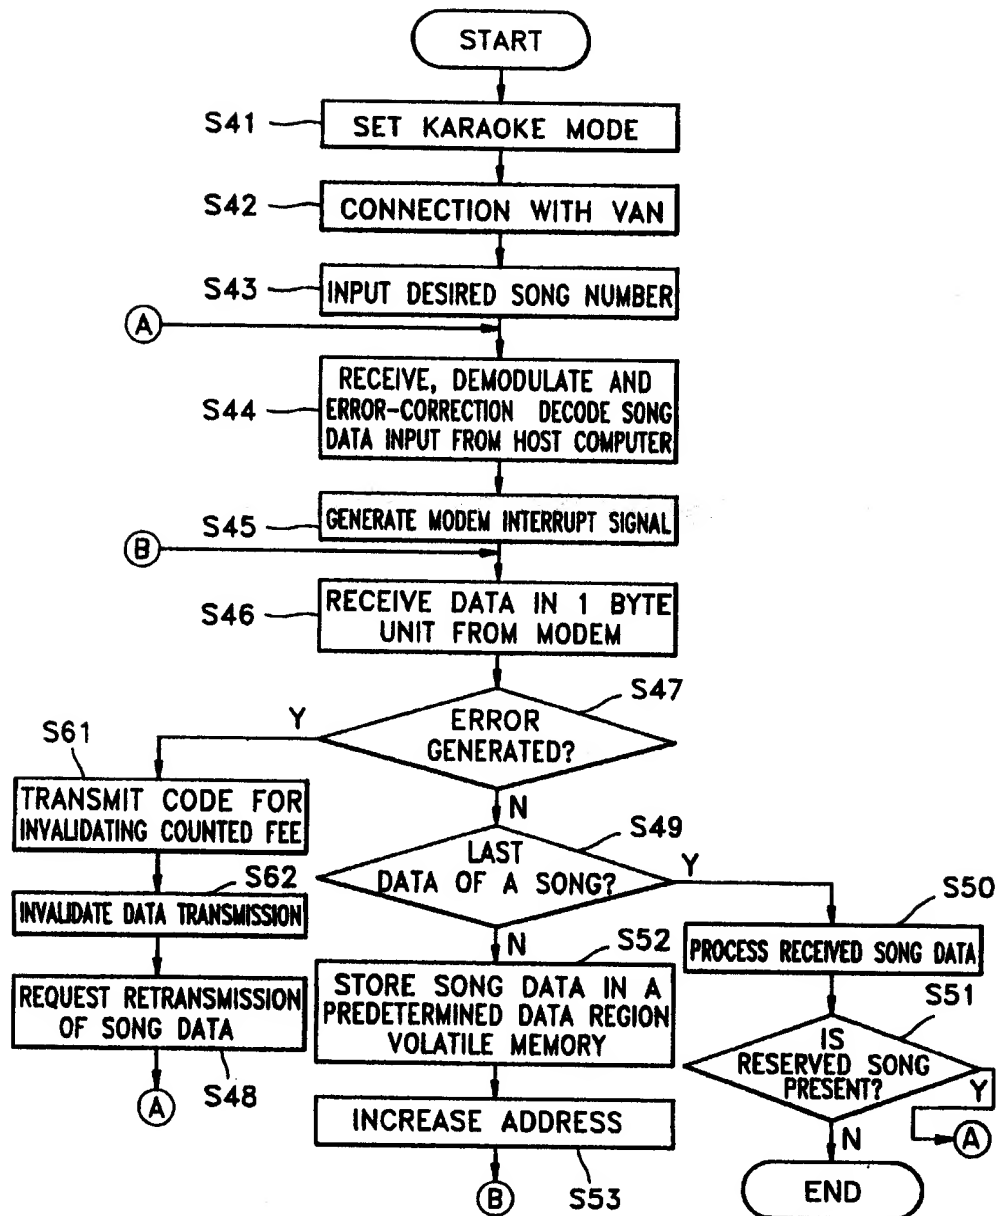 START
S41
SET KARAOKE MODE
S42
CONNECTION WITH VAN
S43
INPUT DESIRED SONG NUMBER
A
S44
RECEIVE, DEMODULATE AND
ERROR-CORRECTION DECODE SONG
DATA INPUT FROM HOST COMPUTER
S45
GENERATE MODEM INTERRUPT SIGNAL
B
S46
RECEIVE DATA IN 1 BYTE
UNIT FROM MODEM
S47
ERROR
GENERATED?
Y
N
S61
TRANSMIT CODE FOR
INVALIDATING COUNTED FEE
S62
INVALIDATE DATA TRANSMISSION
REQUEST RETRANSMISSION
OF SONG DATA
S48
A
S49
LAST
DATA OF A SONG?
Y
N
S52
STORE SONG DATA IN A
PREDETERMINED DATA REGION
VOLATILE MEMORY
INCREASE ADDRESS
S53
B
S50
PROCESS RECEIVED SONG DATA
S51
IS
RESERVED SONG
PRESENT?
Y
A
N
END